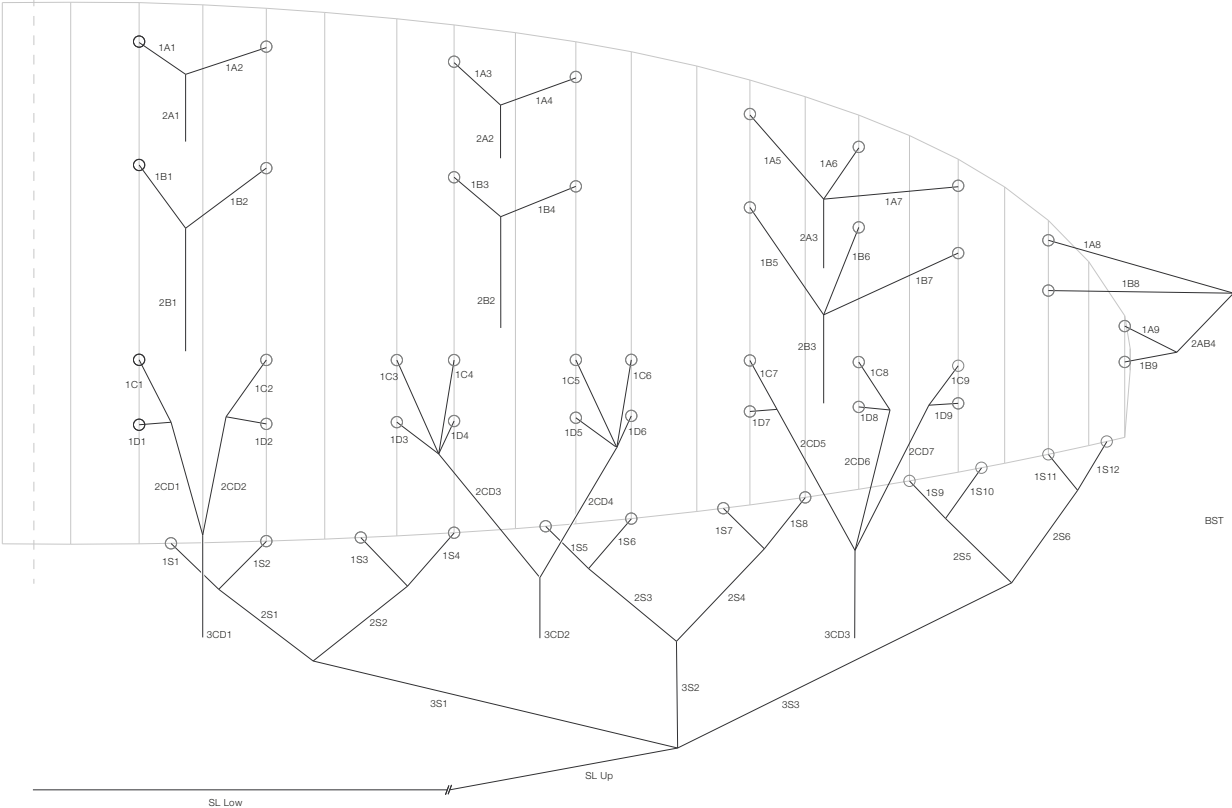 1A1
1A2
1A3
1A4
2A1
2A2
1A5
1A6
1A7
1B1
1B2
1B3
1B4
2A3
1A8
1B5
1B6
1B7
1B8
2B1
2B2
2B3
1A9
2AB4
1B9
1C1
1C2
1C3
1C4
1C5
1C6
1C7
1C8
1C9
1D1
1D2
1D3
1D4
1D5
1D6
1D7
1D8
1D9
2CD1
2CD2
2CD3
2CD4
2CD5
2CD6
2CD7
1S9
1S10
1S11
1S12
1S1
1S2
1S3
1S4
1S5
1S6
1S7
1S8
BST
2S1
2S2
2S3
2S4
2S5
2S6
3CD1
3CD2
3CD3
3S1
3S2
3S3
SL Up
SL Low